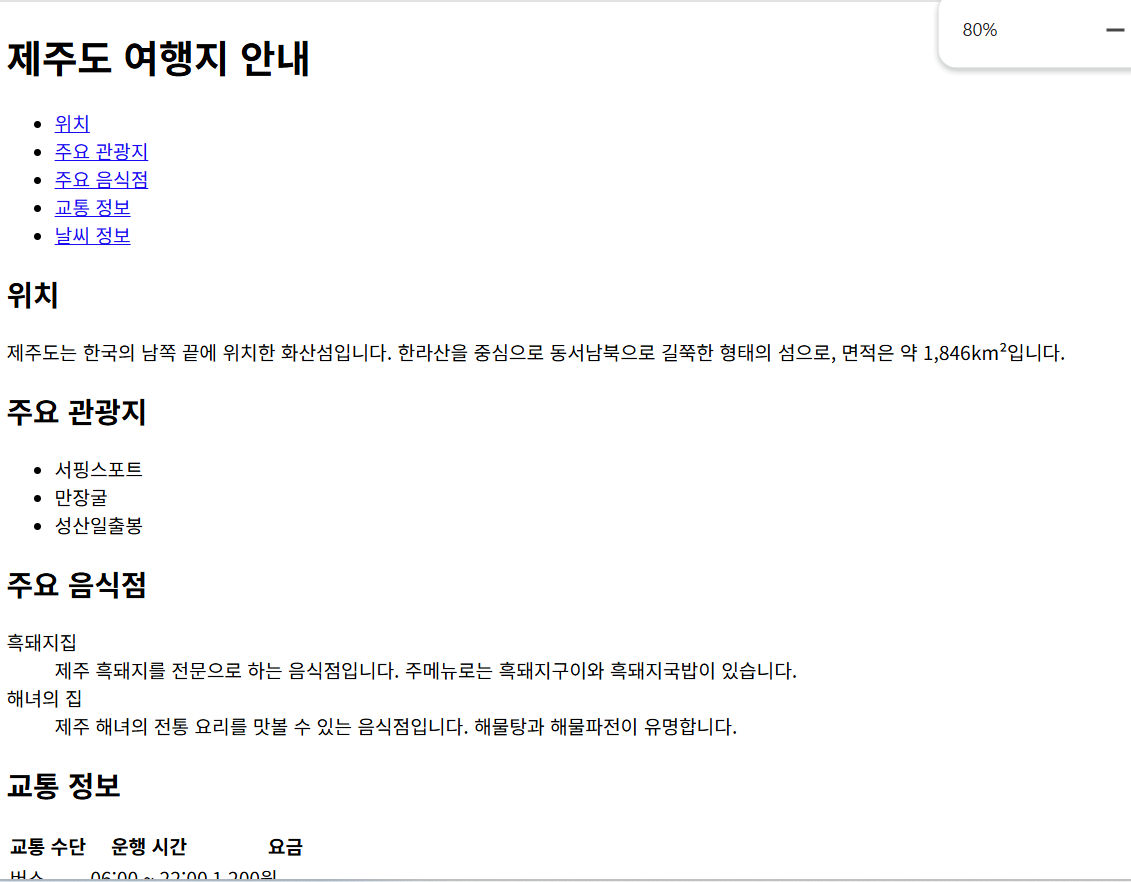 80%
제주도 여행지 안내
위치
주요 관광지
주요 음식점
교통 정보
날씨 정보
위치
제주도는 한국의 남쪽 끝에 위치한 화산섬입니다. 한라산을 중심으로 동서남북으로 길쭉한 형태의 섬으로, 면적은 약 1,846km²입니다.
주요 관광지
서핑스포트
만장굴
성산일출봉
주요 음식점
흑돼지집
제주 흑돼지를 전문으로 하는 음식점입니다. 주메뉴로는 흑돼지구이와 흑돼지국밥이 있습니다.
해녀의 집
제주 해녀의 전통 요리를 맛볼 수 있는 음식점입니다. 해물탕과 해물파전이 유명합니다.
교통 정보
교통 수단 운행 시간 요금
버스 06:00 ~ 22:00 1,200원